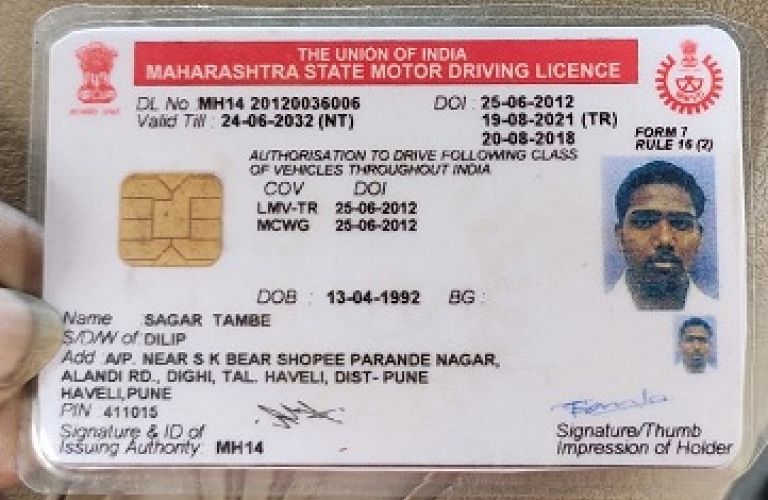 THE UNION OF INDIA
MAHARASHTRA STATE MOTOR DRIVING LICENCE
DL No MH14 20120036006 DOI : 25-06-2012
Valid Till : 24-06-2032 (NT) 19-08-2021 (TR)
20-08-2018
FORM 7
RULE 16 (2)
AUTHORISATION TO DRIVE FOLLOWING CLASS
OF VEHICLES THROUGHOUT INDIA
COV DOI
LMV-TR 25-06-2012
MCWG 25-06-2012
DOB : 13-04-1992 BG :
Name SAGAR TAMBE
S/D/W of DILIP
Add A/P. NEAR S K BEAR SHOPEE PARANDE NAGAR,
ALANDI RD., DIGHI, TAL. HAVELI, DIST- PUNE
HAVELI,PUNE
PIN 411015
Signature & ID of
Issuing Authority: MH14
Signature/Thumb
Impression of Holder